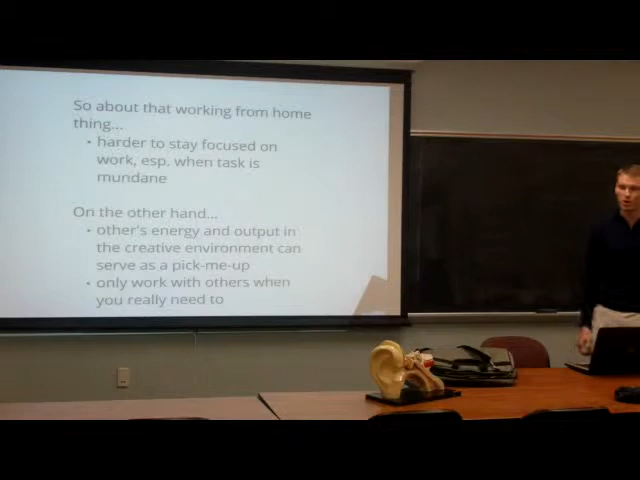 So about that working from home
thing...
• harder to stay focused on
work, esp. when task is
mundane
On the other hand...
• other's energy and output in
the creative environment can
serve as a pick-me-up
• only work with others when
you really need to